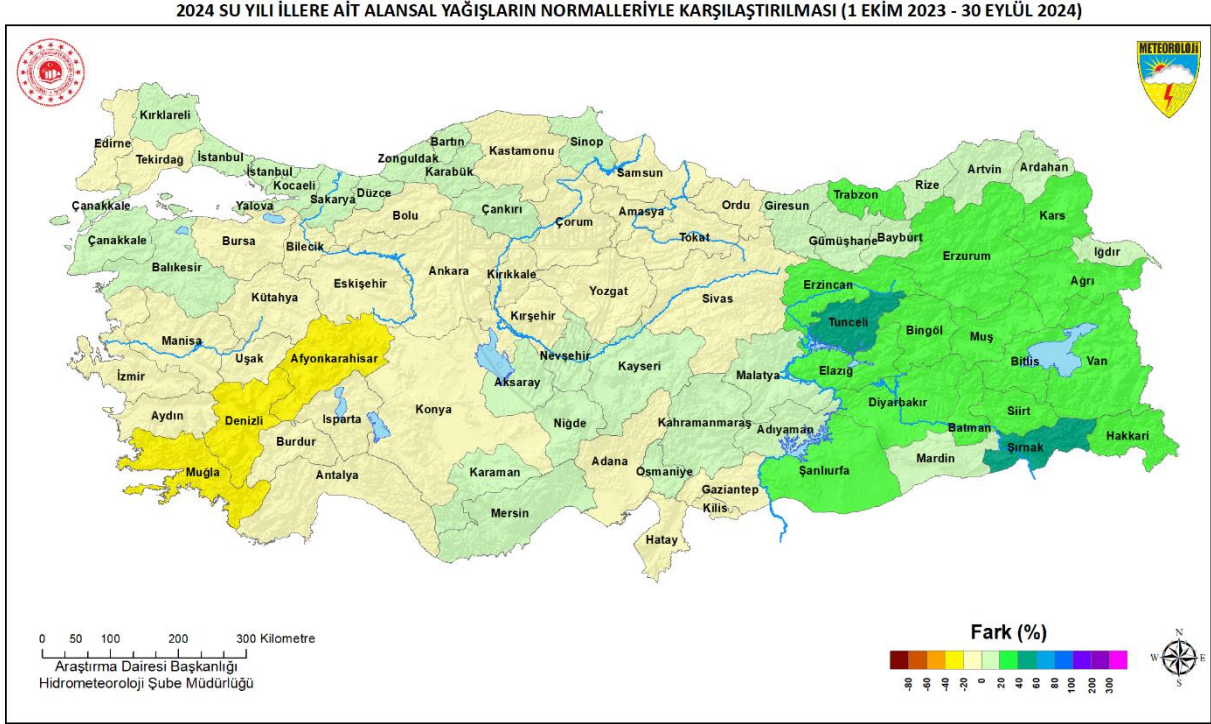 2024 SU YILI İLLERE AİT ALANSAL YAĞIŞLARIN NORMALLERİYLE KARŞILAŞTIRILMASI (1 EKİM 2023 - 30 EYLÜL 2024)
METEOROLOJİ
Kırklareli
Edirne
Tekirdağ
İstanbul
İstanbul
Kocaeli
Yalova
Sakarya
Düzce
Zonguldak
Bartın
Karabük
Kastamonu
Sinop
Samsun
Çankırı
Çorum
Amasya
Ordu
Giresun
Trabzon
Rize
Artvin
Ardahan
Kars
Çanakkale
Çanakkale
Balıkesir
Bursa
Bilecik
Bolu
Ankara
Kırıkkale
Tokat
Gümüşhane
Bayburt
Erzurum
Iğdır
Ağrı
Eskişehir
Kütahya
Yozgat
Sivas
Erzincan
Kırşehir
Tunceli
Bingöl
Muş
Bitlis
Van
Manisa
Uşak
Afyonkarahisar
Nevşehir
Kayseri
Malatya
Elazığ
Aksaray
İzmir
Konya
Isparta
Aydın
Denizli
Burdur
Niğde
Kahramanmaraş
Adıyaman
Diyarbakır
Siirt
Batman
Şırnak
Hakkari
Mardin
Muğla
Antalya
Karaman
Adana
Osmaniye
Şanlıurfa
Mersin
Gaziantep
Kilis
Hatay
0 50 100 200 300 Kilometre
Araştırma Dairesi Başkanlığı
Hidrometeoroloji Şube Müdürlüğü
Fark (%)
-80 -60 -40 -20 0 20 40 60 80 100 200 300
N
W E
S